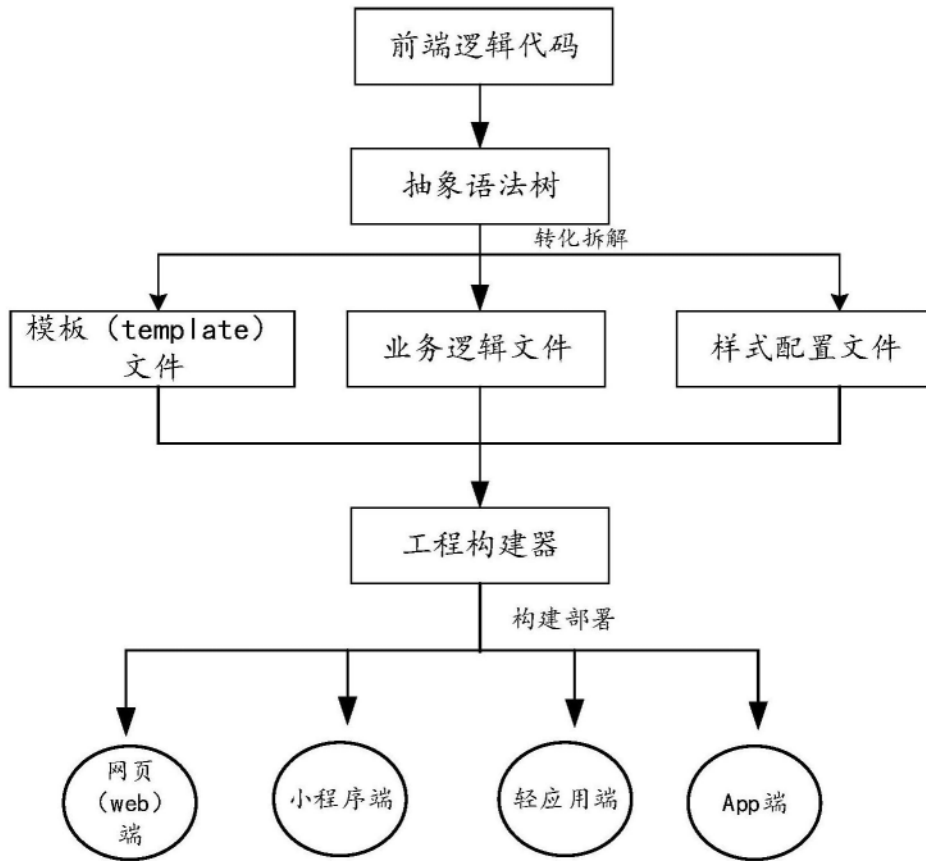 前端逻辑代码
抽象语法树
转化拆解
模板（template）
文件
业务逻辑文件
样式配置文件
工程构建器
构建部署
网页
（web）
端
小程序端
轻应用端
App端